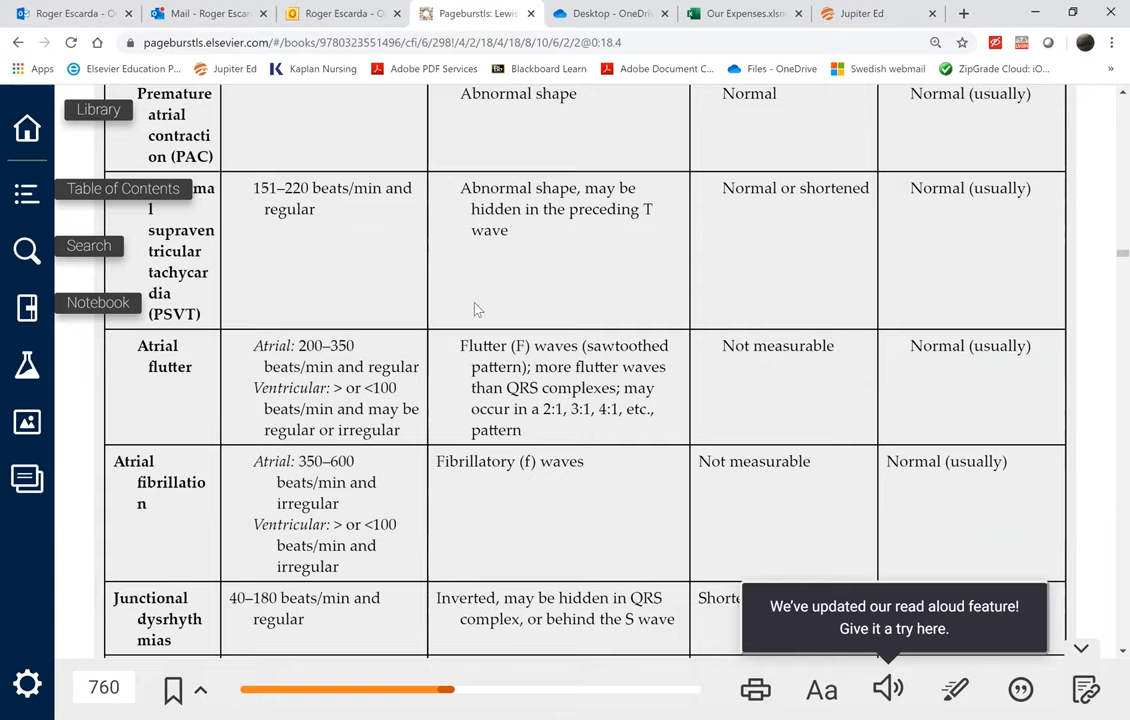 Roger Escarda - O
Mail - Roger Escar
Roger Escarda - O
Pageburstls: Lewis
Desktop - OneDri
Our Expenses.xlsm
Jupiter Ed
pageburstls.elsevier.com/#/books/9780323551496/cfi/6/298!/4/2/18/4/18/8/10/6/2/2@0:18.4
Apps
Elsevier Education P...
Jupiter Ed
Kaplan Nursing
Adobe PDF Services
Bb
Blackboard Learn
Adobe Document C...
Files - OneDrive
Swedish webmail
ZipGrade Cloud: iO...
»
Library
Table of Contents
Search
Notebook
Premature
atrial
contracti
on (PAC)
Abnormal shape
Normal
Normal (usually)
ma
l
supraven
tricular
tachycar
dia
(PSVT)
151–220 beats/min and
regular
Abnormal shape, may be
hidden in the preceding T
wave
Normal or shortened
Normal (usually)
Atrial
flutter
Atrial: 200–350
beats/min and regular
Ventricular: > or <100
beats/min and may be
regular or irregular
Flutter (F) waves (sawtoothed
pattern); more flutter waves
than QRS complexes; may
occur in a 2:1, 3:1, 4:1, etc.,
pattern
Not measurable
Normal (usually)
Atrial
fibrillatio
n
Atrial: 350–600
beats/min and
irregular
Ventricular: > or <100
beats/min and
irregular
Fibrillatory (f) waves
Not measurable
Normal (usually)
Junctional
dysrhyth
mias
40–180 beats/min and
regular
Inverted, may be hidden in QRS
complex, or behind the S wave
Shorte
We've updated our read aloud feature!
Give it a try here.
760
Aa